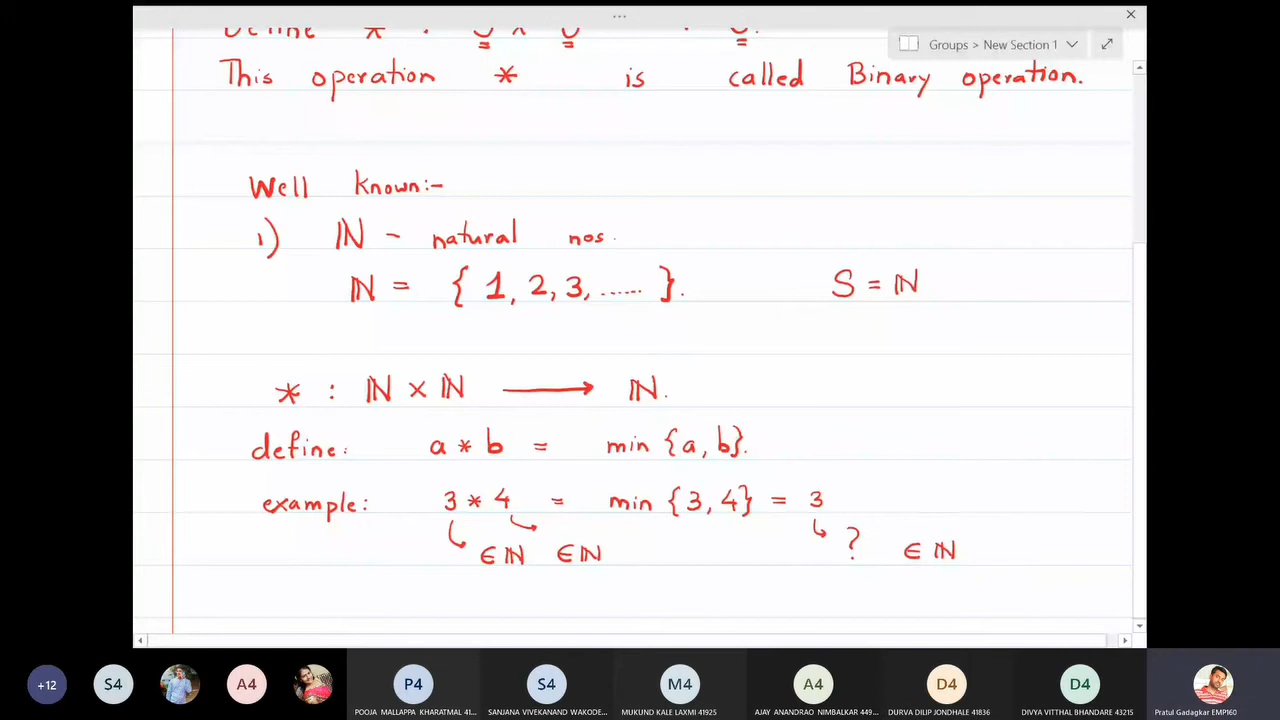 Define * : S × S : S.
Groups > New Section 1
This operation * is called Binary operation.
Well known:-
1) ℕ - natural nos.
ℕ = { 1, 2, 3, ...... }. S = ℕ
* : ℕ × ℕ ⟶ ℕ.
define: a * b = min {a, b}.
example: 3 * 4 = min {3, 4} = 3
∈ ℕ ∈ ℕ ? ∈ ℕ
+12 S4 A4 P4 S4 M4 A4 D4 D4
POOJA MALLAPPA KHARATMAL 41... SANJANA VIVEKANAND WAKODE... MUKUND KALE LAXMI 41925 AJAY ANANDRAO NIMBALKAR 449... DURVA DILIP JONDHALE 41836 DIVYA VITTHAL BHANDARE 43215 Pratul Gadagkar EMP160